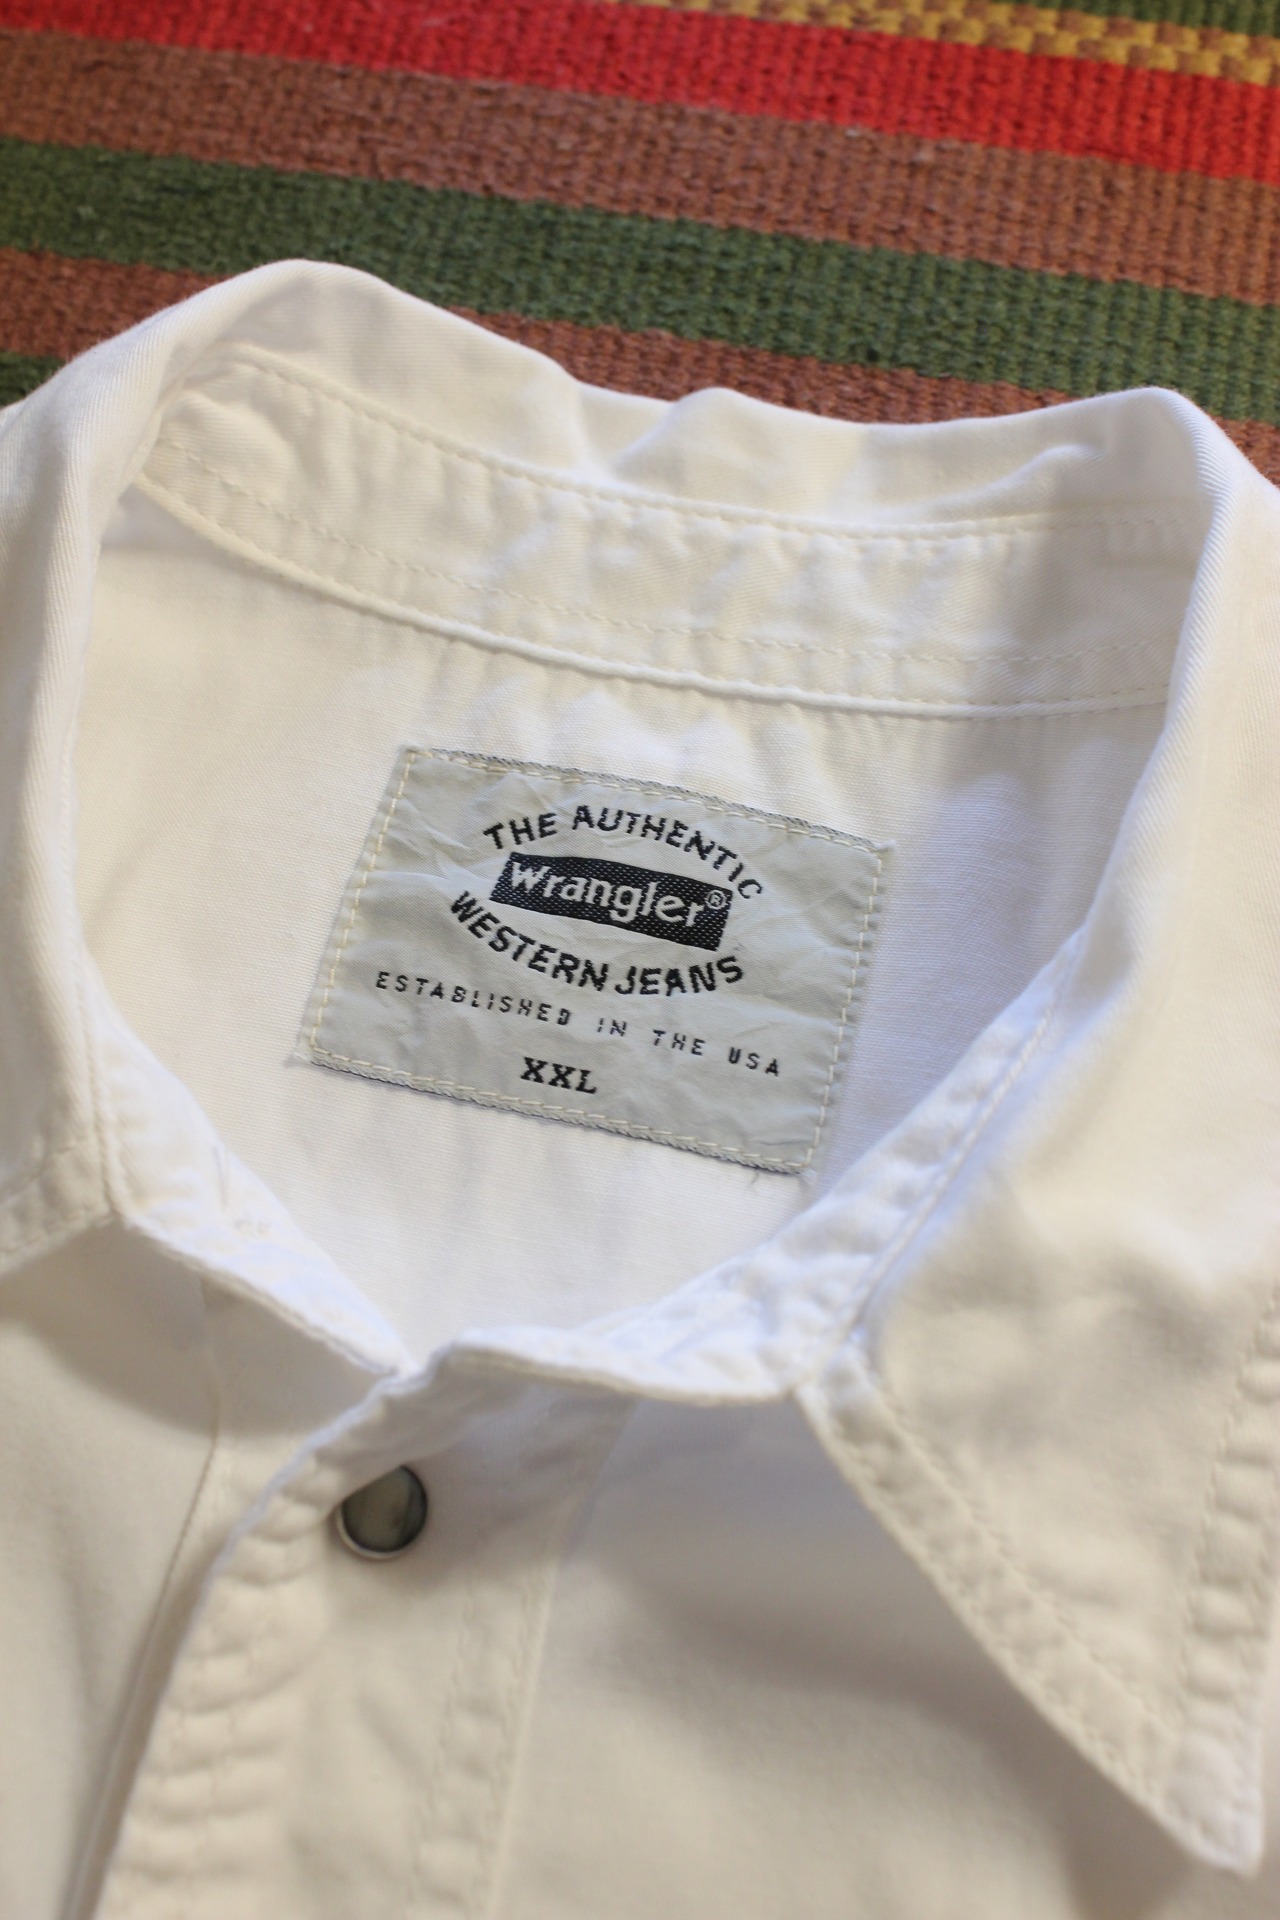 THE AUTHENTIC
Wrangler®
WESTERN JEANS
ESTABLISHED IN THE USA
XXL